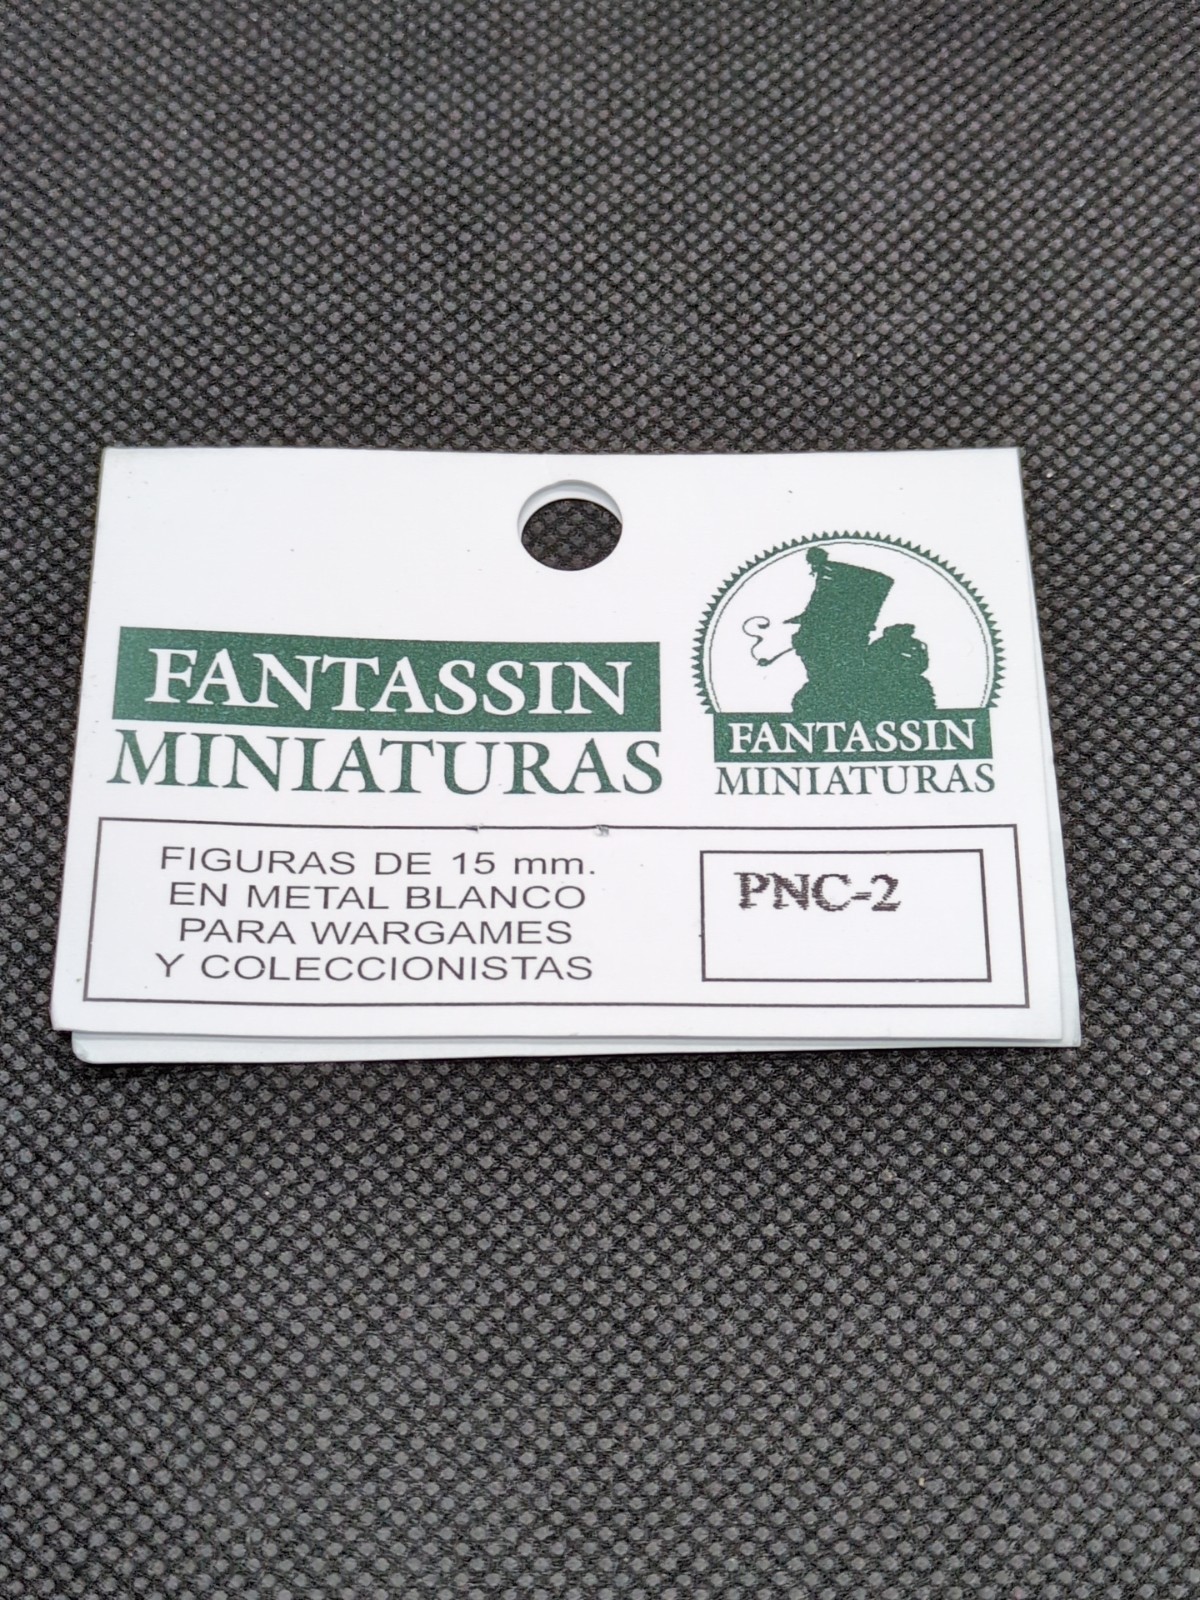 FANTASSIN
MINIATURAS
FANTASSIN
MINIATURAS
FIGURAS DE 15 mm.
EN METAL BLANCO
PARA WARGAMES
Y COLECCIONISTAS
PNC-2